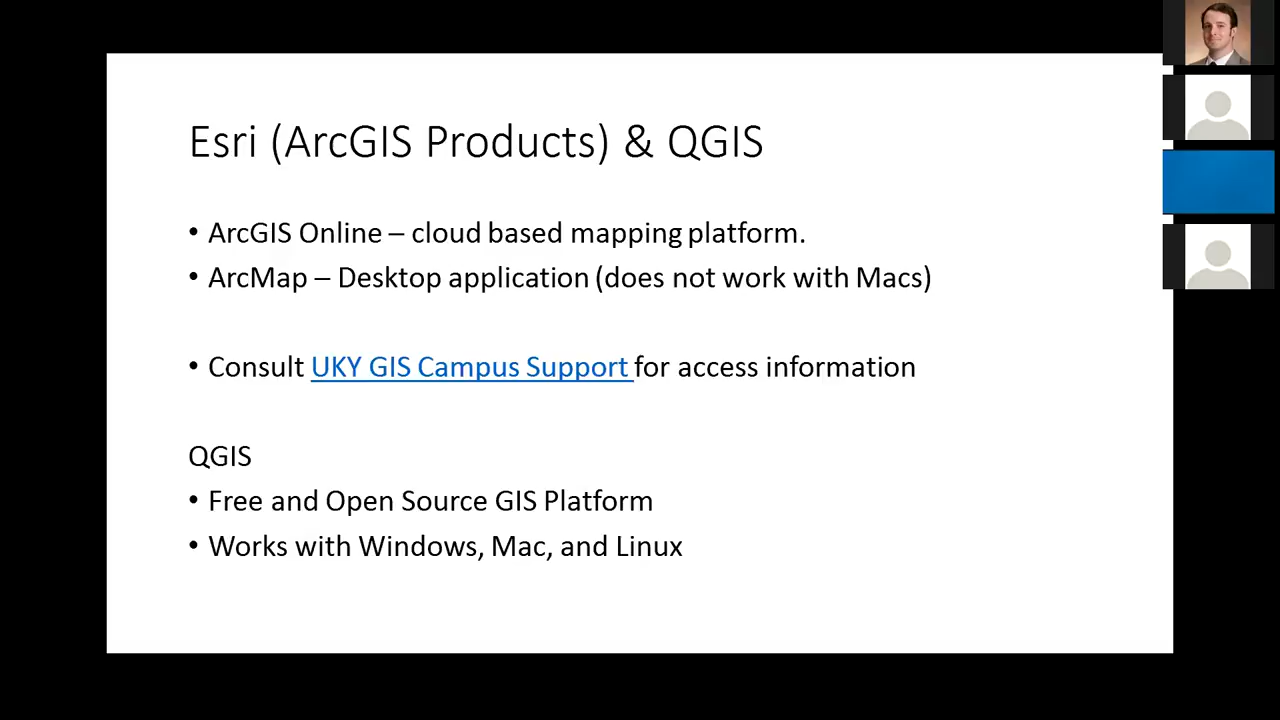 Esri (ArcGIS Products) & QGIS
• ArcGIS Online – cloud based mapping platform.
• ArcMap – Desktop application (does not work with Macs)
• Consult UKY GIS Campus Support for access information
QGIS
• Free and Open Source GIS Platform
• Works with Windows, Mac, and Linux